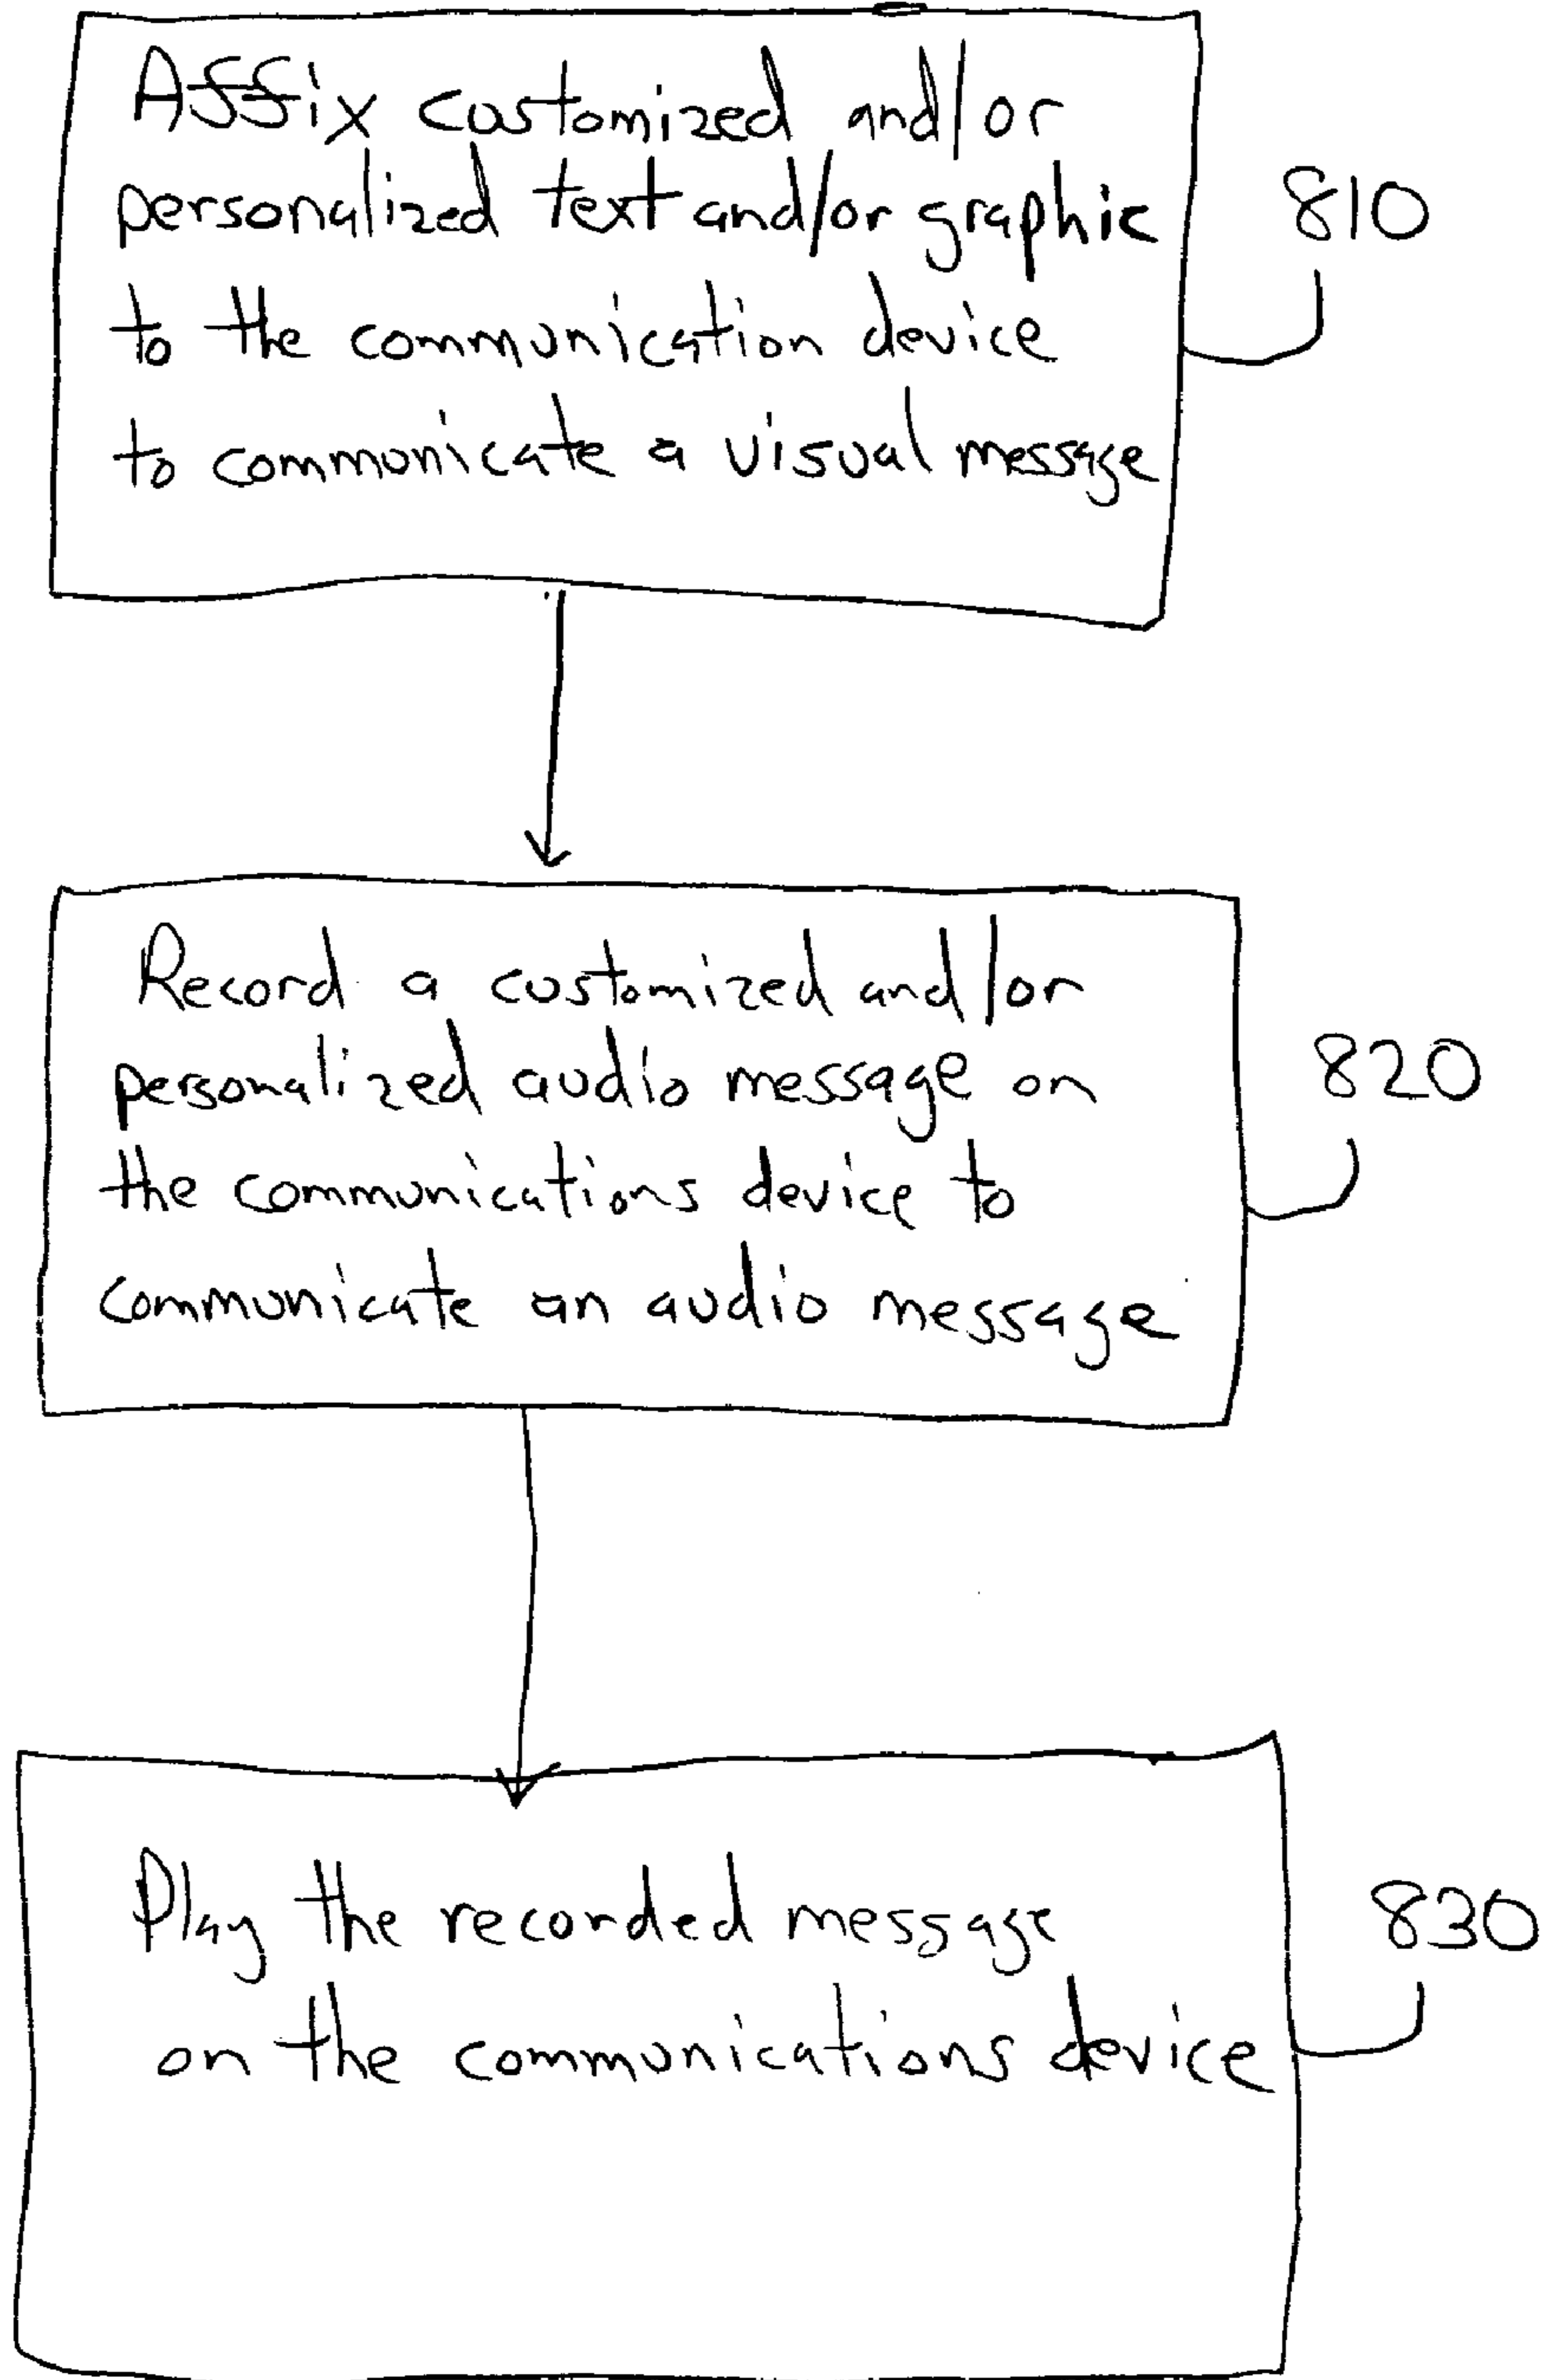 Affix customized and/or
personalized text and/or graphic
to the communication device
to communicate a visual message
810
Record a customized and/or
personalized audio message on
the communications device to
communicate an audio message
820
Play the recorded message
on the communications device
830